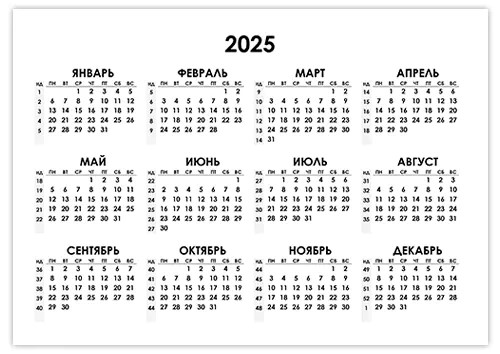 2025
ЯНВАРЬ
НД ПН ВТ СР ЧТ ПТ СБ ВС
1 1 2 3 4 5
2 6 7 8 9 10 11 12
3 13 14 15 16 17 18 19
4 20 21 22 23 24 25 26
5 27 28 29 30 31
ФЕВРАЛЬ
НД ПН ВТ СР ЧТ ПТ СБ ВС
5 1 2
6 3 4 5 6 7 8 9
7 10 11 12 13 14 15 16
8 17 18 19 20 21 22 23
9 24 25 26 27 28
МАРТ
НД ПН ВТ СР ЧТ ПТ СБ ВС
9 1 2
10 3 4 5 6 7 8 9
11 10 11 12 13 14 15 16
12 17 18 19 20 21 22 23
13 24 25 26 27 28 29 30
14 31
АПРЕЛЬ
НД ПН ВТ СР ЧТ ПТ СБ ВС
14 1 2 3 4 5 6
15 7 8 9 10 11 12 13
16 14 15 16 17 18 19 20
17 21 22 23 24 25 26 27
18 28 29 30
МАЙ
НД ПН ВТ СР ЧТ ПТ СБ ВС
18 1 2 3 4
19 5 6 7 8 9 10 11
20 12 13 14 15 16 17 18
21 19 20 21 22 23 24 25
22 26 27 28 29 30 31
ИЮНЬ
НД ПН ВТ СР ЧТ ПТ СБ ВС
22 1
23 2 3 4 5 6 7 8
24 9 10 11 12 13 14 15
25 16 17 18 19 20 21 22
26 23 24 25 26 27 28 29
27 30
ИЮЛЬ
НД ПН ВТ СР ЧТ ПТ СБ ВС
27 1 2 3 4 5 6
28 7 8 9 10 11 12 13
29 14 15 16 17 18 19 20
30 21 22 23 24 25 26 27
31 28 29 30 31
АВГУСТ
НД ПН ВТ СР ЧТ ПТ СБ ВС
31 1 2 3
32 4 5 6 7 8 9 10
33 11 12 13 14 15 16 17
34 18 19 20 21 22 23 24
35 25 26 27 28 29 30 31
СЕНТЯБРЬ
НД ПН ВТ СР ЧТ ПТ СБ ВС
36 1 2 3 4 5 6 7
37 8 9 10 11 12 13 14
38 15 16 17 18 19 20 21
39 22 23 24 25 26 27 28
40 29 30
ОКТЯБРЬ
НД ПН ВТ СР ЧТ ПТ СБ ВС
40 1 2 3 4 5
41 6 7 8 9 10 11 12
42 13 14 15 16 17 18 19
43 20 21 22 23 24 25 26
44 27 28 29 30 31
НОЯБРЬ
НД ПН ВТ СР ЧТ ПТ СБ ВС
44 1 2
45 3 4 5 6 7 8 9
46 10 11 12 13 14 15 16
47 17 18 19 20 21 22 23
48 24 25 26 27 28 29 30
ДЕКАБРЬ
НД ПН ВТ СР ЧТ ПТ СБ ВС
49 1 2 3 4 5 6 7
50 8 9 10 11 12 13 14
51 15 16 17 18 19 20 21
52 22 23 24 25 26 27 28
1 29 30 31